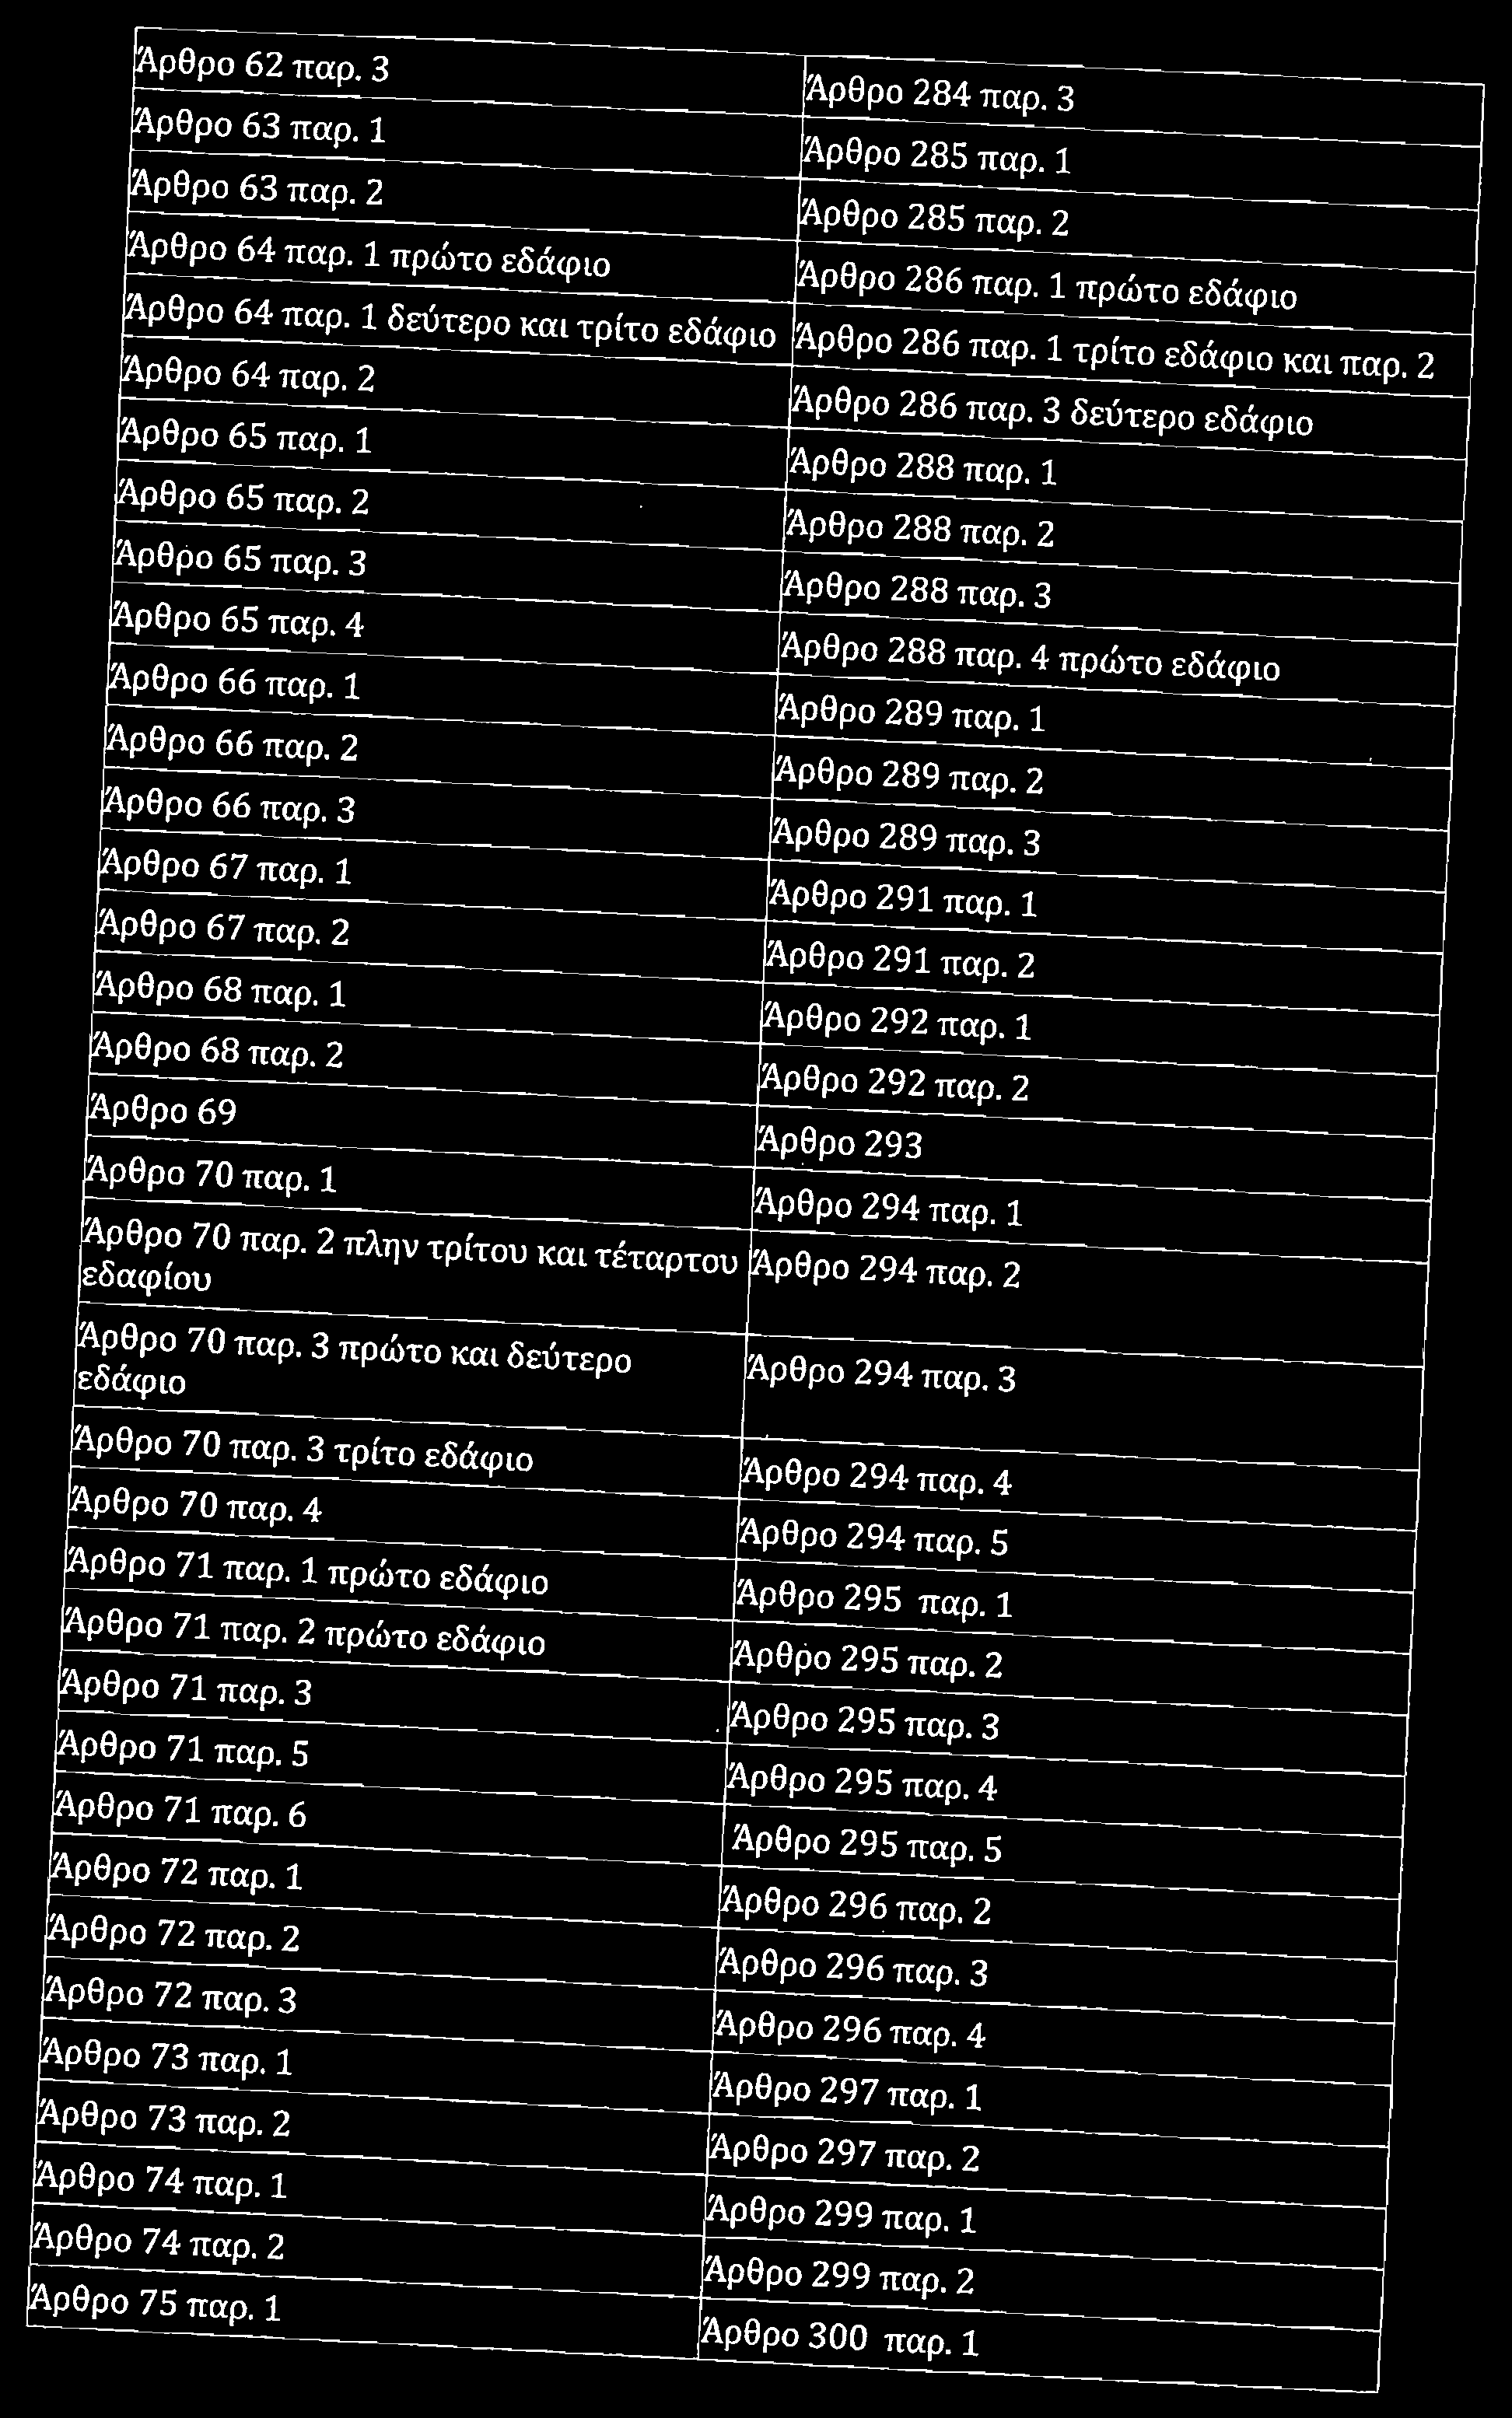 Άρθρο 62 παρ. 3 Άρθρο 284 παρ. 3
Άρθρο 63 παρ. 1 Άρθρο 285 παρ. 1
Άρθρο 63 παρ. 2 Άρθρο 285 παρ. 2
Άρθρο 64 παρ. 1 πρώτο εδάφιο Άρθρο 286 παρ. 1 πρώτο εδάφιο
Άρθρο 64 παρ. 1 δεύτερο και τρίτο εδάφιο Άρθρο 286 παρ. 1 τρίτο εδάφιο και παρ. 2
Άρθρο 64 παρ. 2 Άρθρο 286 παρ. 3 δεύτερο εδάφιο
Άρθρο 65 παρ. 1 Άρθρο 288 παρ. 1
Άρθρο 65 παρ. 2 Άρθρο 288 παρ. 2
Άρθρο 65 παρ. 3 Άρθρο 288 παρ. 3
Άρθρο 65 παρ. 4 Άρθρο 288 παρ. 4 πρώτο εδάφιο
Άρθρο 66 παρ. 1 Άρθρο 289 παρ. 1
Άρθρο 66 παρ. 2 Άρθρο 289 παρ. 2
Άρθρο 66 παρ. 3 Άρθρο 289 παρ. 3
Άρθρο 67 παρ. 1 Άρθρο 291 παρ. 1
Άρθρο 67 παρ. 2 Άρθρο 291 παρ. 2
Άρθρο 68 παρ. 1 Άρθρο 292 παρ. 1
Άρθρο 68 παρ. 2 Άρθρο 292 παρ. 2
Άρθρο 69 Άρθρο 293
Άρθρο 70 παρ. 1 Άρθρο 294 παρ. 1
Άρθρο 70 παρ. 2 πλην τρίτου και τέταρτου Άρθρο 294 παρ. 2
εδαφίου
Άρθρο 70 παρ. 3 πρώτο και δεύτερο Άρθρο 294 παρ. 3
εδάφιο
Άρθρο 70 παρ. 3 τρίτο εδάφιο Άρθρο 294 παρ. 4
Άρθρο 70 παρ. 4 Άρθρο 294 παρ. 5
Άρθρο 71 παρ. 1 πρώτο εδάφιο Άρθρο 295 παρ. 1
Άρθρο 71 παρ. 2 πρώτο εδάφιο Άρθρο 295 παρ. 2
Άρθρο 71 παρ. 3 Άρθρο 295 παρ. 3
Άρθρο 71 παρ. 5 Άρθρο 295 παρ. 4
Άρθρο 71 παρ. 6 Άρθρο 295 παρ. 5
Άρθρο 72 παρ. 1 Άρθρο 296 παρ. 2
Άρθρο 72 παρ. 2 Άρθρο 296 παρ. 3
Άρθρο 72 παρ. 3 Άρθρο 296 παρ. 4
Άρθρο 73 παρ. 1 Άρθρο 297 παρ. 1
Άρθρο 73 παρ. 2 Άρθρο 297 παρ. 2
Άρθρο 74 παρ. 1 Άρθρο 299 παρ. 1
Άρθρο 74 παρ. 2 Άρθρο 299 παρ. 2
Άρθρο 75 παρ. 1 Άρθρο 300 παρ. 1